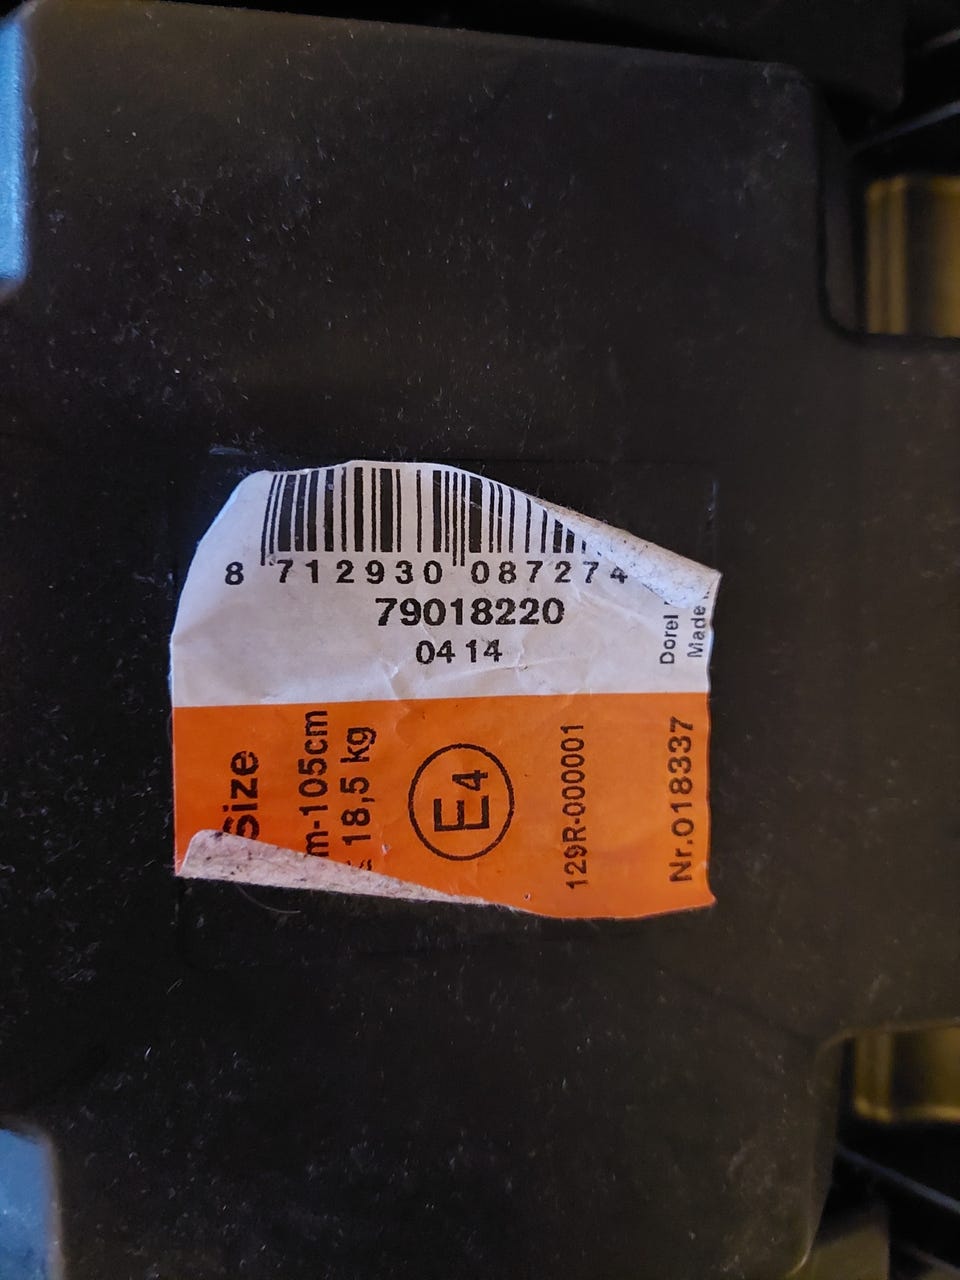 8 712930 087274
79018220
04 14
Dorel
Made
Size
m-105cm
18,5 kg
E4
129R-000001
Nr.018337